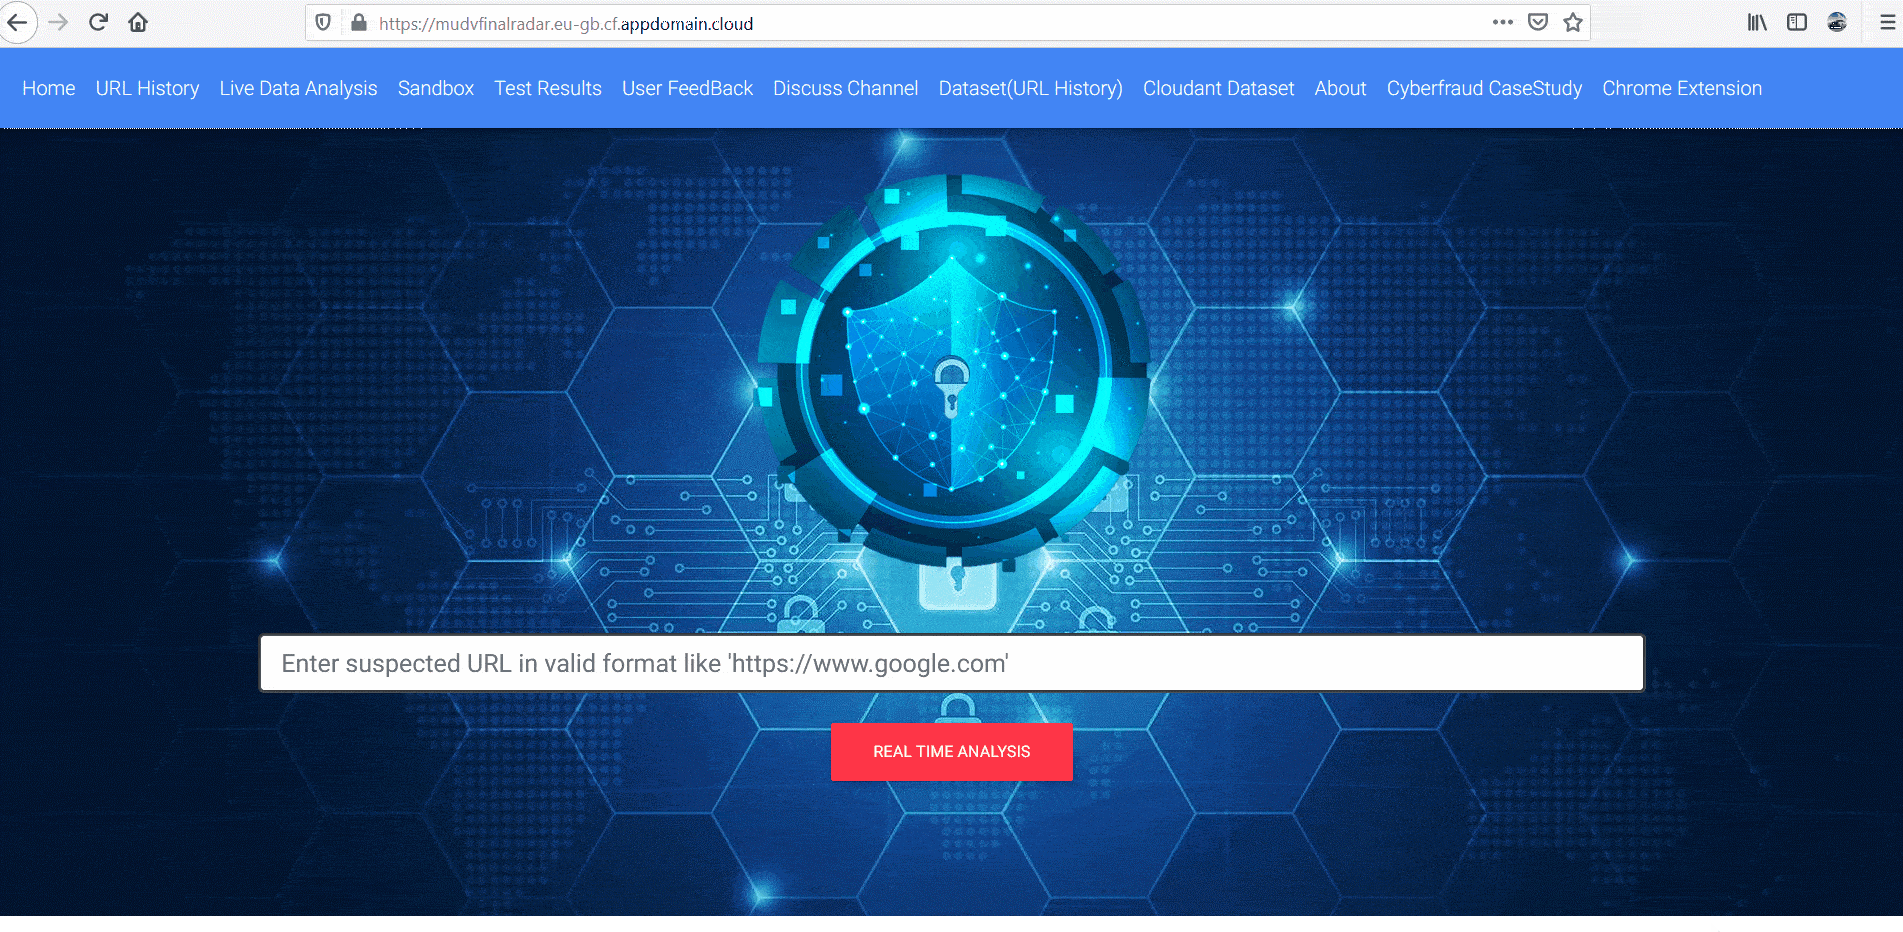 https://mudvfinalradar.eu-gb.cf.appdomain.cloud
Home URL History Live Data Analysis Sandbox Test Results User FeedBack Discuss Channel Dataset(URL History) Cloudant Dataset About Cyberfraud CaseStudy Chrome Extension
Enter suspected URL in valid format like 'https://www.google.com'
REAL TIME ANALYSIS